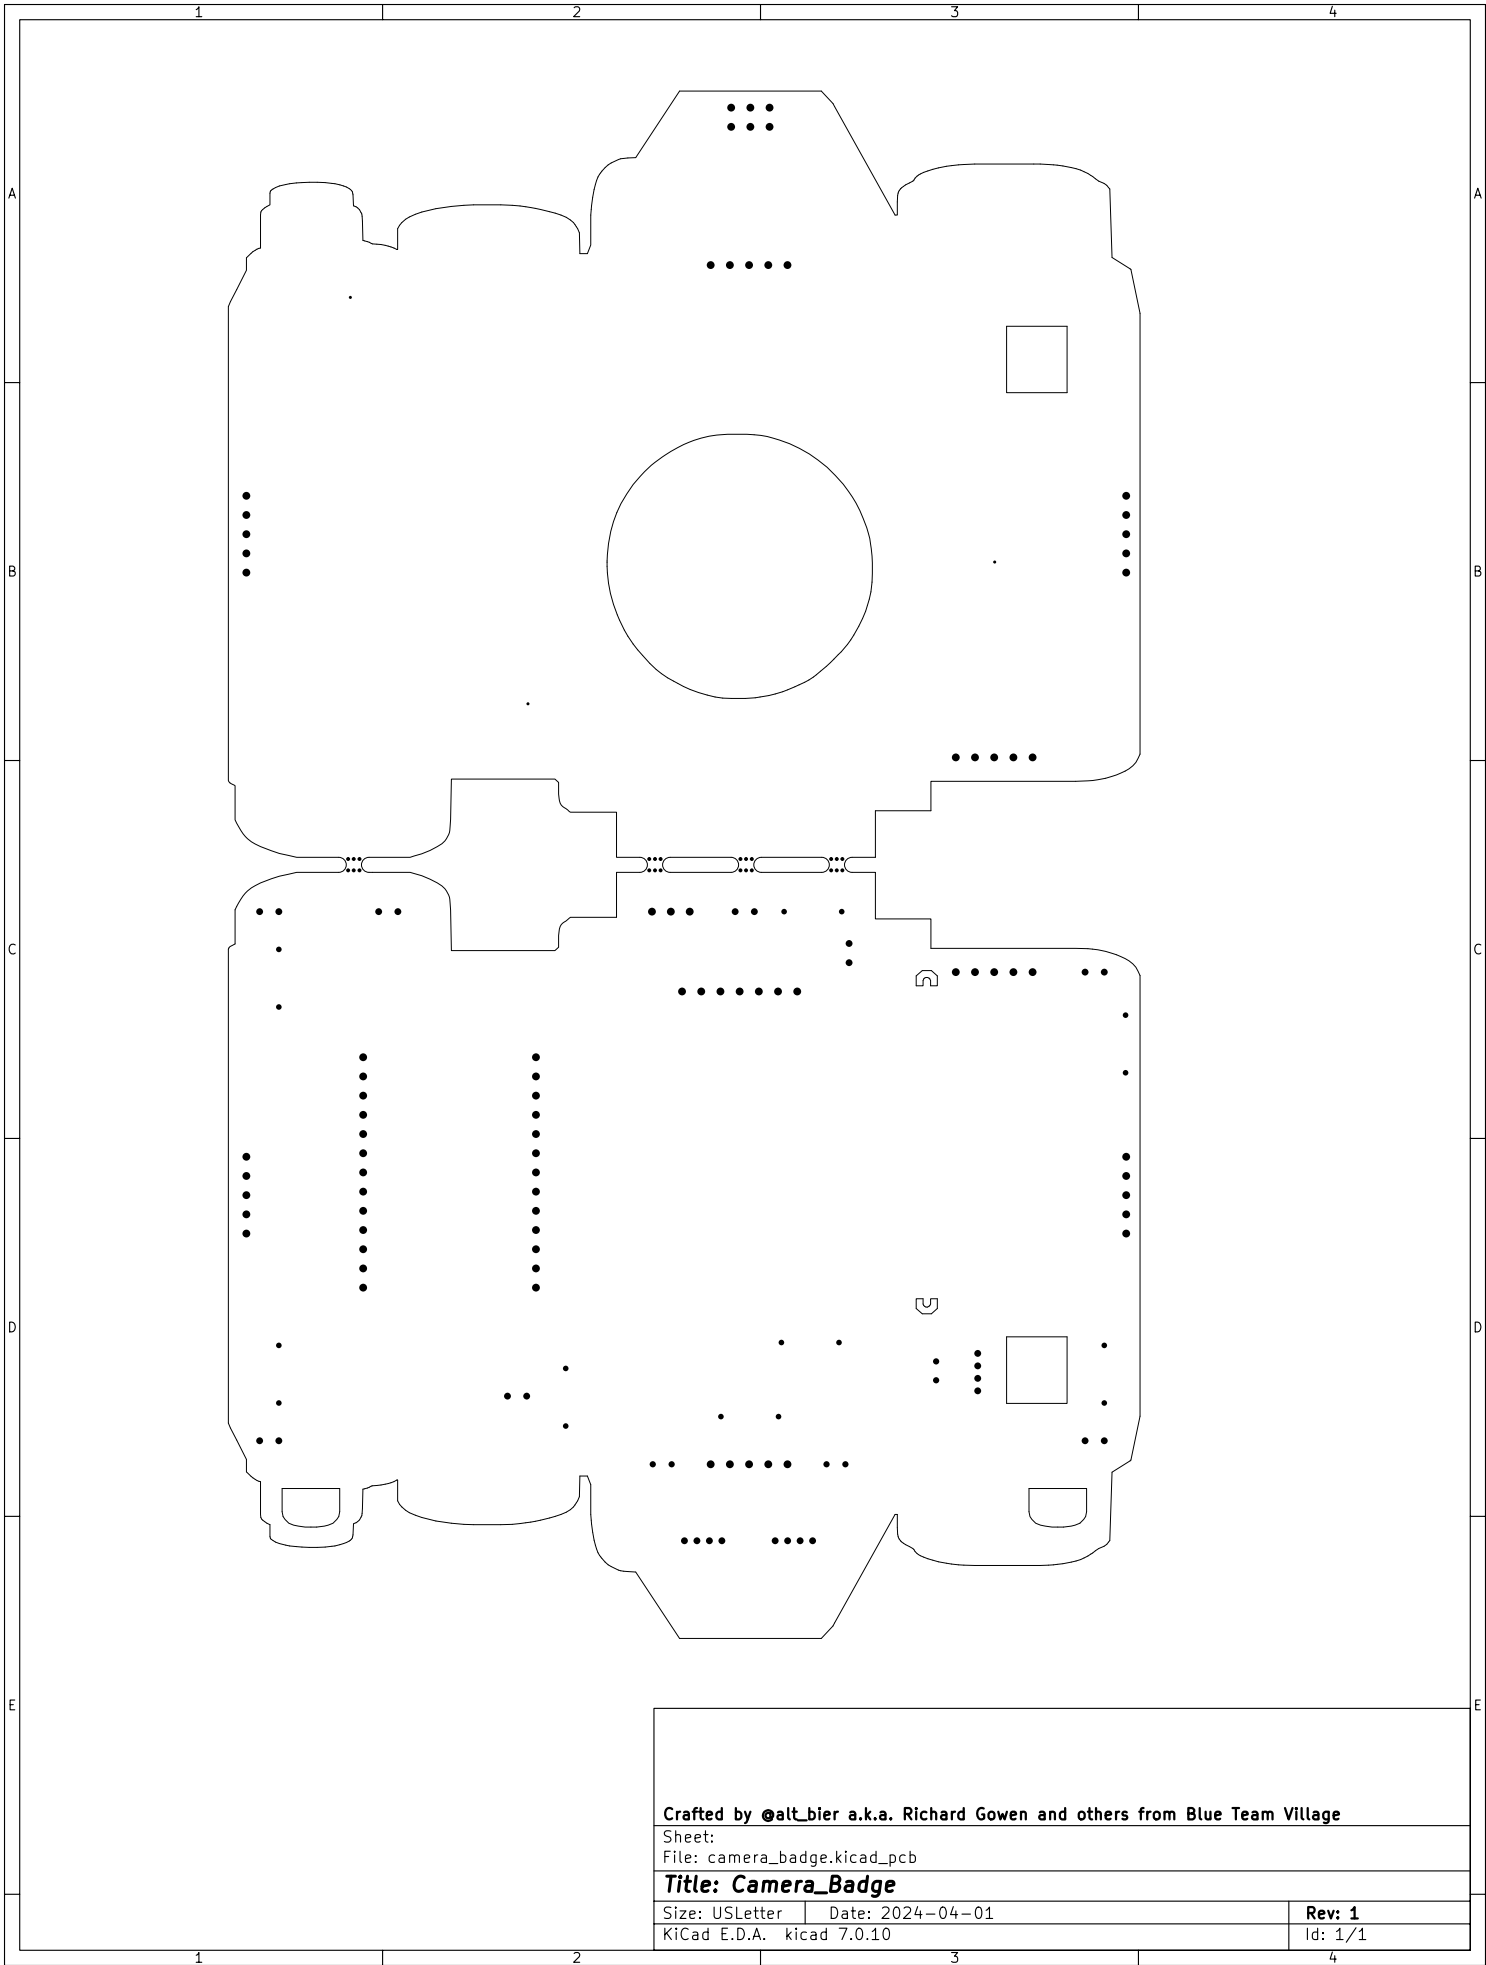 1 2 3 4
A A
B B
C C
D D
E E
Crafted by @alt_bier a.k.a. Richard Gowen and others from Blue Team Village
Sheet:
File: camera_badge.kicad_pcb
Title: Camera_Badge
Size: USLetter Date: 2024-04-01 Rev: 1
KiCad E.D.A. kicad 7.0.10 Id: 1/1
1 2 3 4